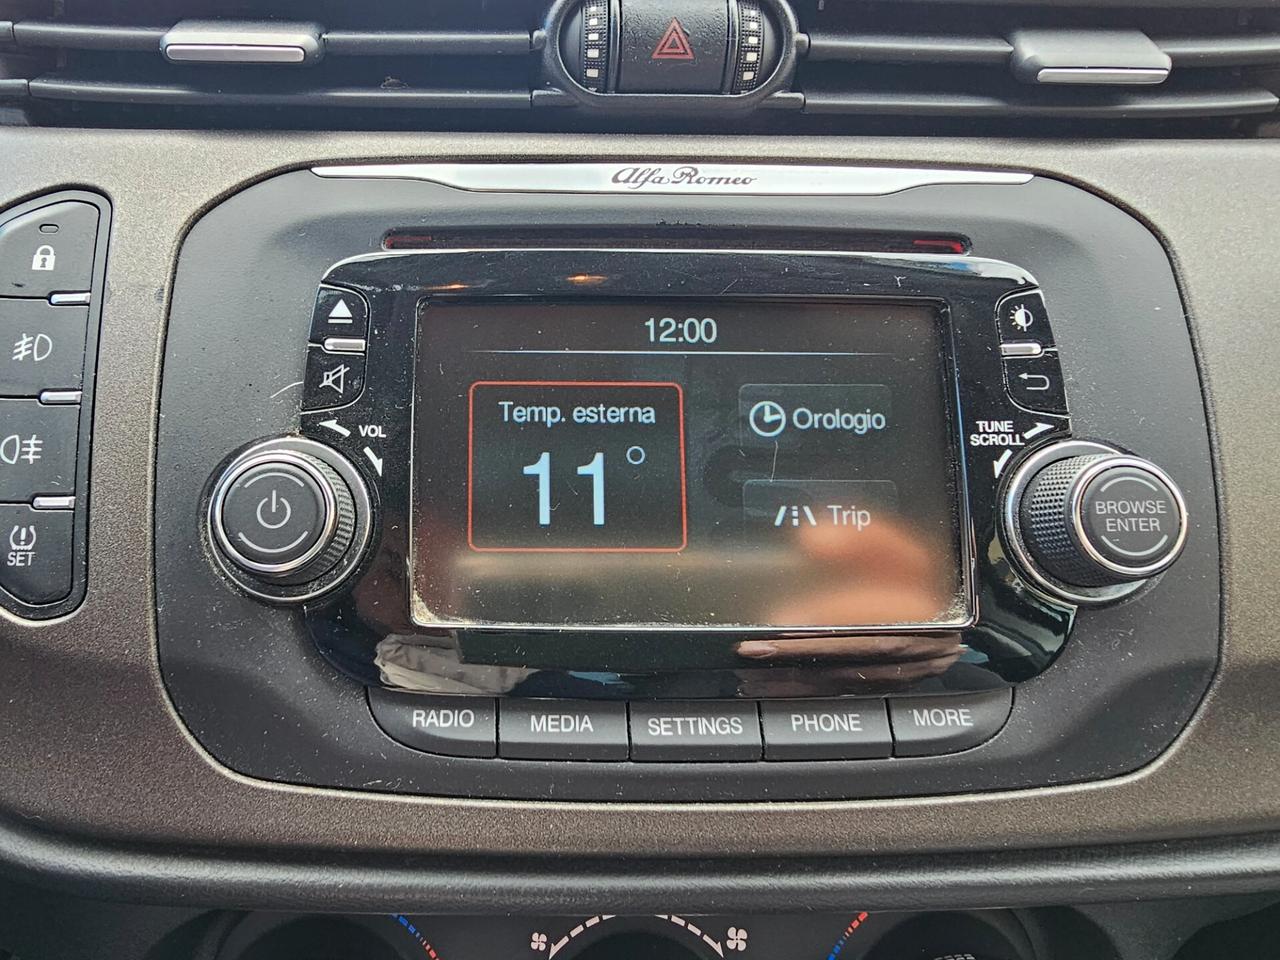 Alfa Romeo
12:00
Temp. esterna
11°
Orologio
Trip
VOL
TUNE
SCROLL
BROWSE
ENTER
SET
RADIO
MEDIA
SETTINGS
PHONE
MORE